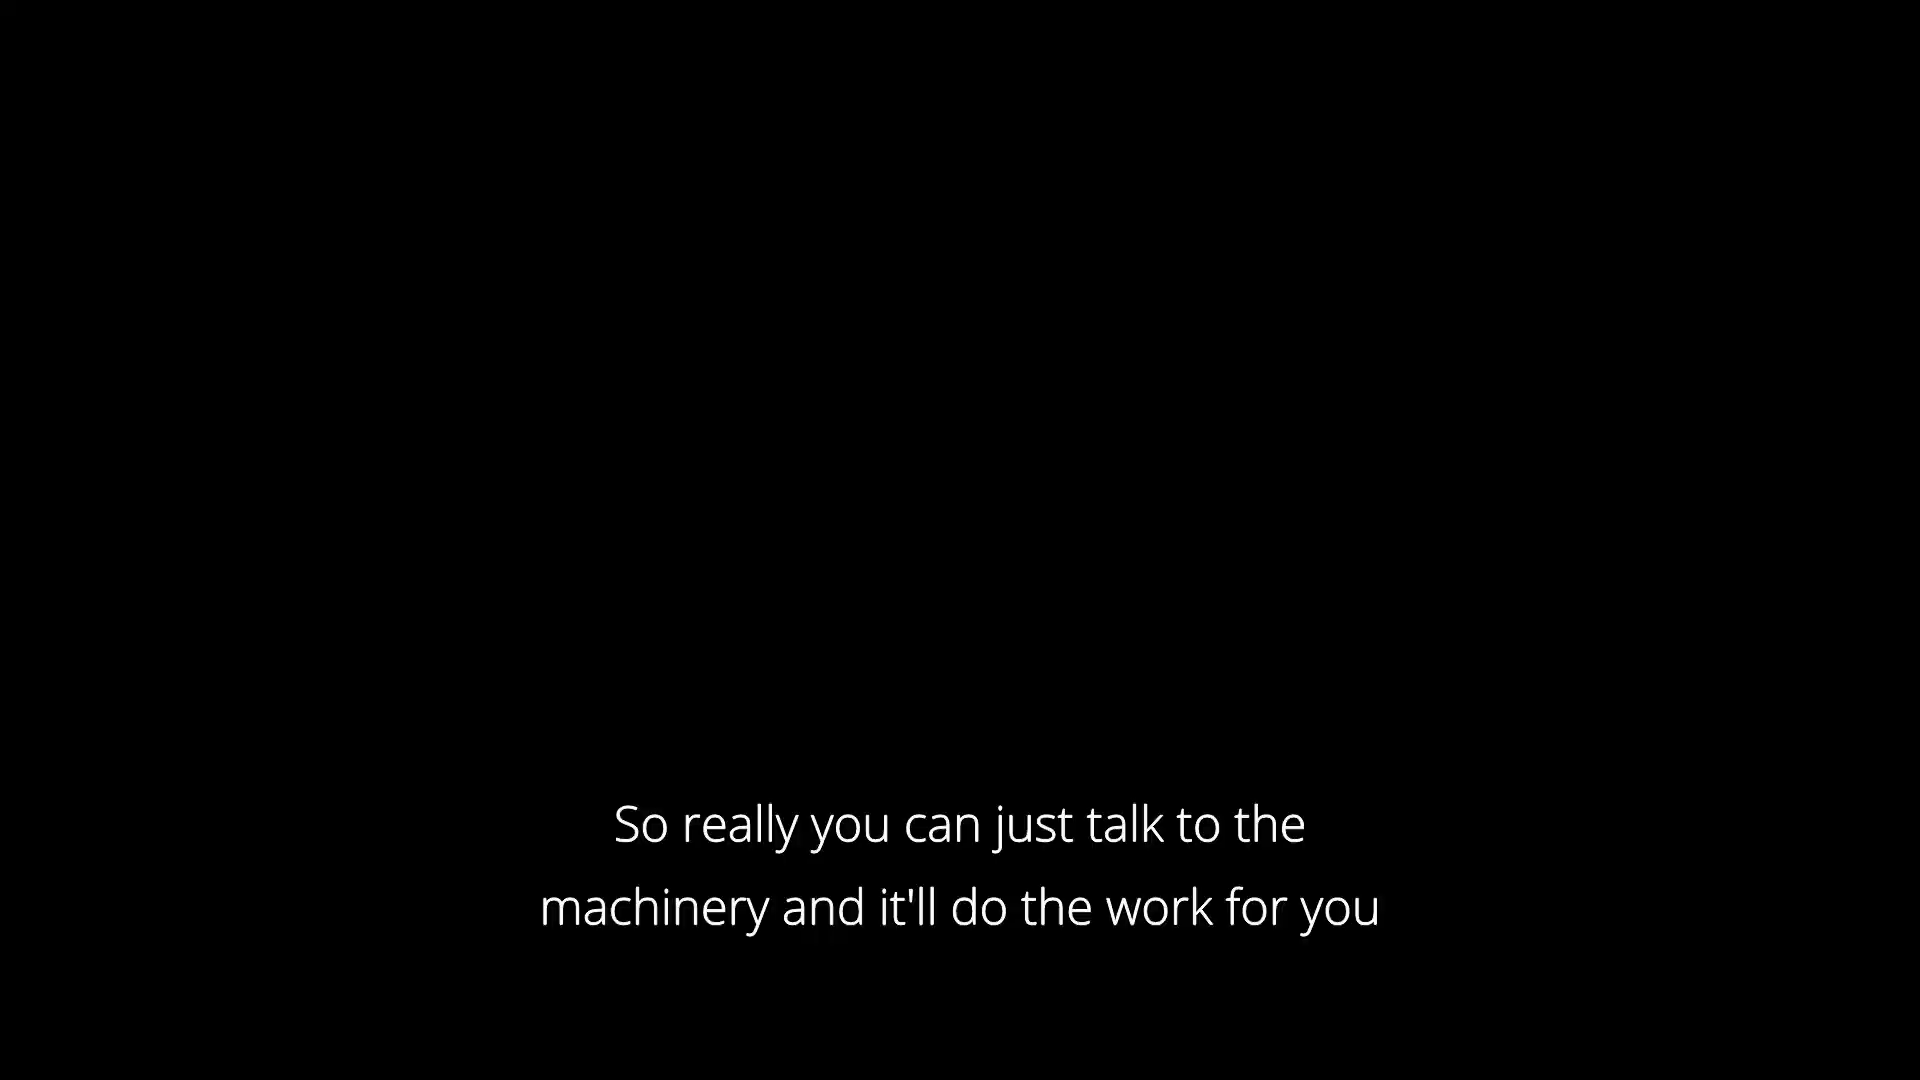 So really you can just talk to the
machinery and it'll do the work for you